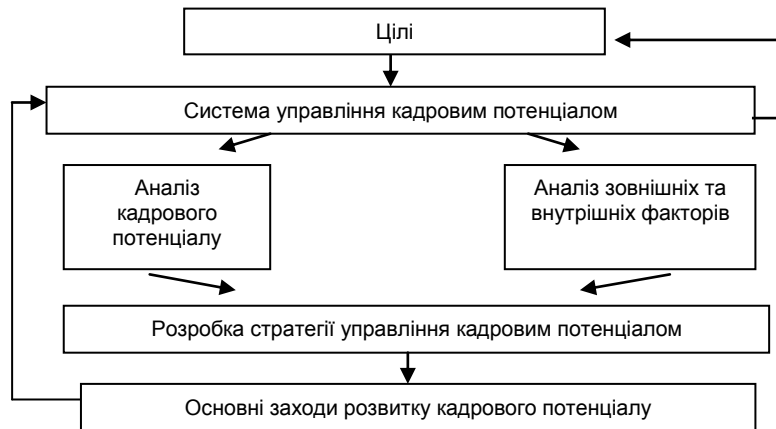 Цілі
Система управління кадровим потенціалом
Аналіз
кадрового
потенціалу
Аналіз зовнішніх та
внутрішніх факторів
Розробка стратегії управління кадровим потенціалом
Основні заходи розвитку кадрового потенціалу